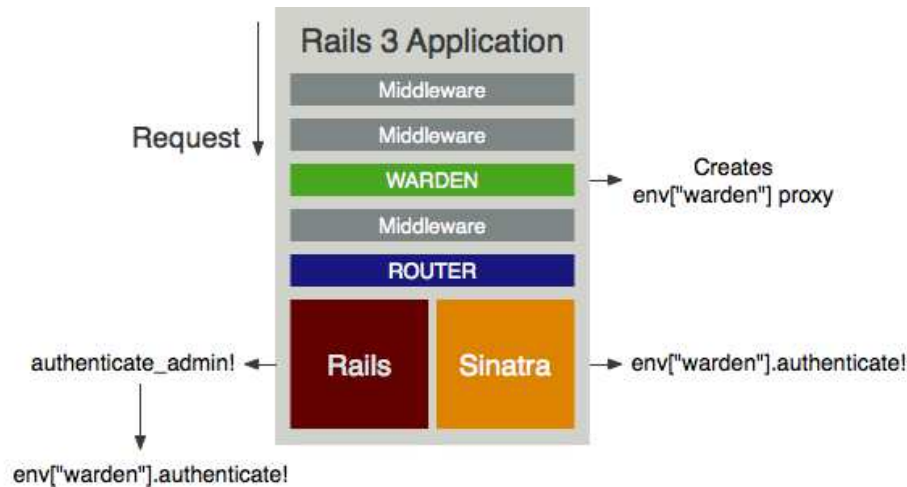 Rails 3 Application
Middleware
Request
Middleware
WARDEN
Creates
env["warden"] proxy
Middleware
ROUTER
authenticate_admin!
Rails
Sinatra
env["warden"].authenticate!
env["warden"].authenticate!